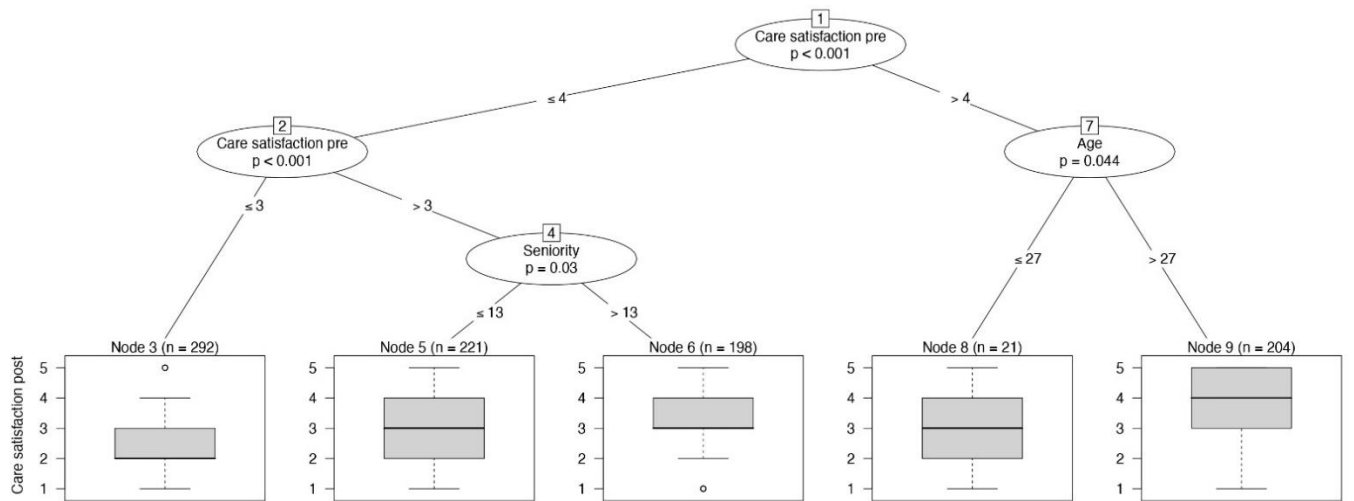 1
Care satisfaction pre
p < 0.001
≤ 4
> 4
2
Care satisfaction pre
p < 0.001
7
Age
p = 0.044
≤ 3
> 3
4
Seniority
p = 0.03
≤ 27
> 27
≤ 13
> 13
Node 3 (n = 292)
Node 5 (n = 221)
Node 6 (n = 198)
Node 8 (n = 21)
Node 9 (n = 204)
Care satisfaction post
5
4
3
2
1
5
4
3
2
1
5
4
3
2
1
5
4
3
2
1
5
4
3
2
1